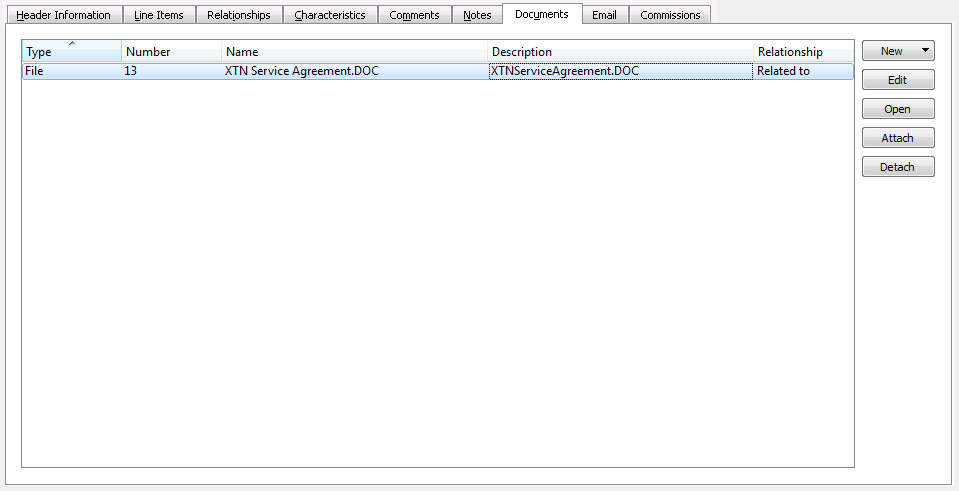 Header Information Line Items Relationships Characteristics Comments Notes Documents Email Commissions
Type Number Name Description Relationship
File 13 XTN Service Agreement.DOC XTNServiceAgreement.DOC Related to
New
Edit
Open
Attach
Detach